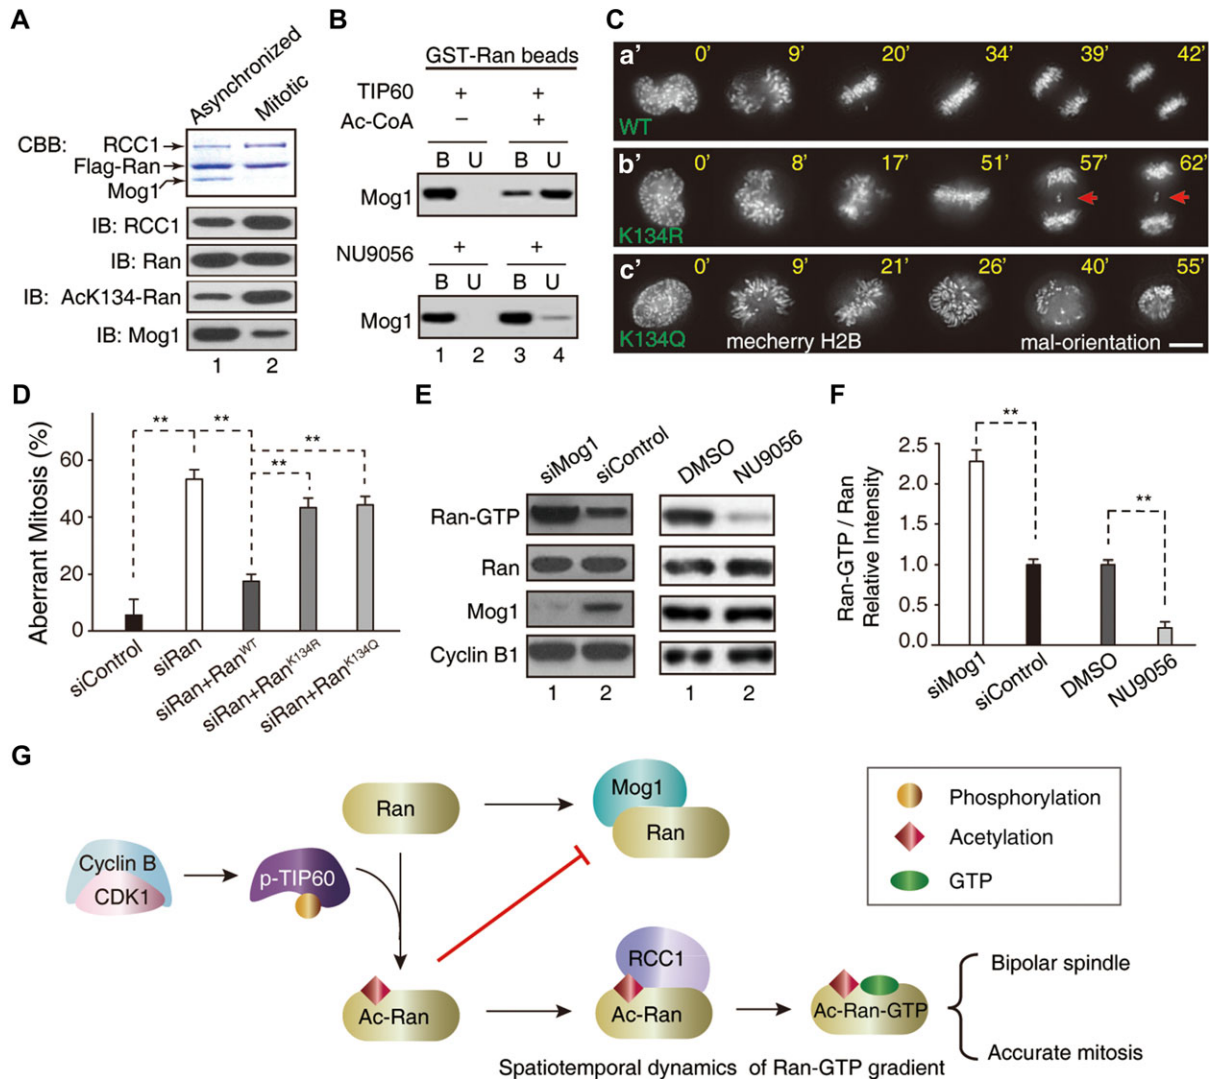 A
Asynchronized
Mitotic
CBB: RCC1
Flag-Ran
Mog1
IB: RCC1
IB: Ran
IB: AcK134-Ran
IB: Mog1
1 2
B
GST-Ran beads
TIP60 + +
Ac-CoA − +
B U B U
Mog1
NU9056 + +
B U B U
Mog1
1 2 3 4
C
a' 0' 9' 20' 34' 39' 42'
WT
b' 0' 8' 17' 51' 57' 62'
K134R
c' 0' 9' 21' 26' 40' 55'
K134Q mecherry H2B mal-orientation
D
Aberrant Mitosis (%)
60
40
20
0
** ** ** **
siControl
siRan
siRan+Ran^WT
siRan+Ran^K134R
siRan+Ran^K134Q
E
siMog1 siControl DMSO NU9056
Ran-GTP
Ran
Mog1
Cyclin B1
1 2 1 2
F
Ran-GTP / Ran
Relative Intensity
2.5
2.0
1.5
1.0
0.5
0.0
** **
siMog1
siControl
DMSO
NU9056
G
Ran
Mog1
Ran
Cyclin B
CDK1
p-TIP60
Ac-Ran
RCC1
Ac-Ran
Ac-Ran-GTP
Phosphorylation
Acetylation
GTP
Bipolar spindle
Accurate mitosis
Spatiotemporal dynamics of Ran-GTP gradient